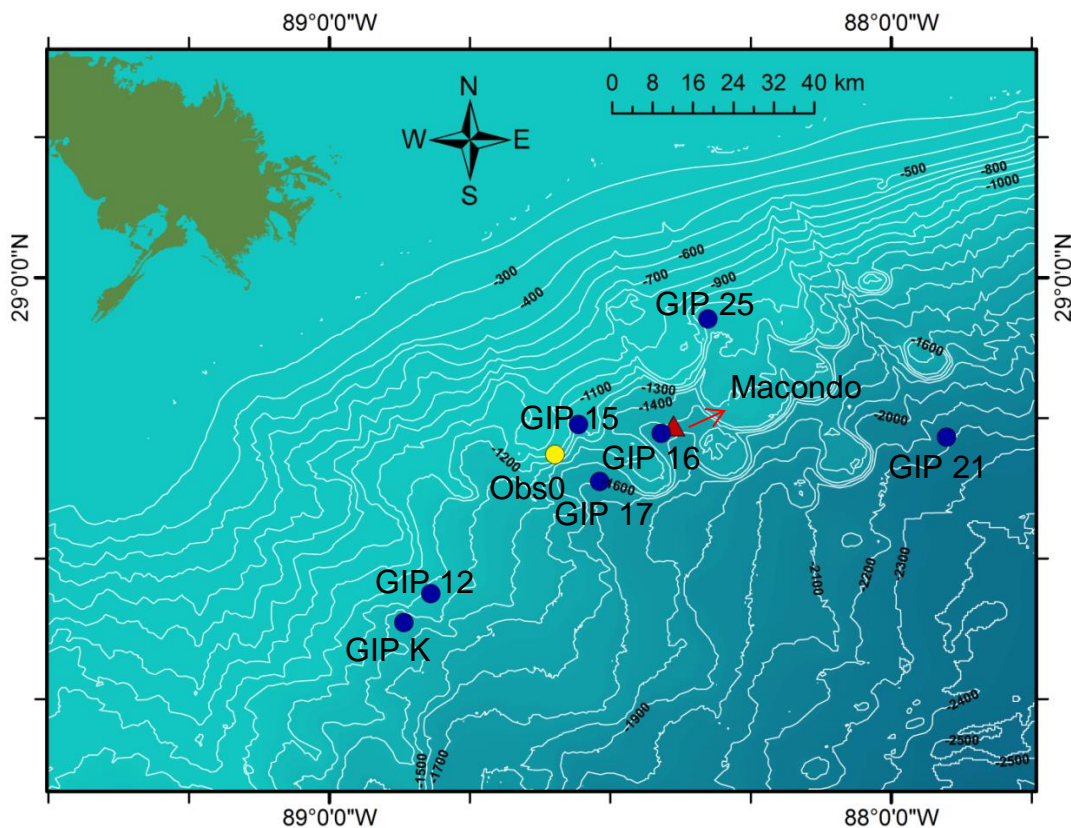 89°0'0"W 88°0'0"W
N
W E
S
0 8 16 24 32 40 km
-500
-800
-1000
-600
-300
-700
-400
-900
29°0'0"N
29°0'0"N
GIP 25
-1600
-1300
-1100
-1400
Macondo
-2000
GIP 15
-1200
GIP 16
GIP 21
Obs0
-1600
GIP 17
-2100
-2200
-2300
GIP 12
GIP K
-1900
-2400
-1500
-1700
-2500
-2500
89°0'0"W 88°0'0"W